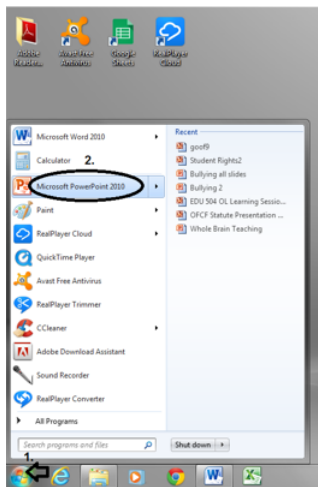 Adobe Reader...
Avast Free Antivirus
Google Sheets
RealPlayer Cloud
Microsoft Word 2010
Calculator
2.
Microsoft PowerPoint 2010
Paint
RealPlayer Cloud
QuickTime Player
Avast Free Antivirus
RealPlayer Trimmer
CCleaner
Adobe Download Assistant
Sound Recorder
RealPlayer Converter
All Programs
Search programs and files
Recent
goof9
Student Rights2
Bullying all slides
Bullying 2
EDU 504 OL Learning Sessio...
OFCF Statute Presentation ...
Whole Brain Teaching
Shut down
1.